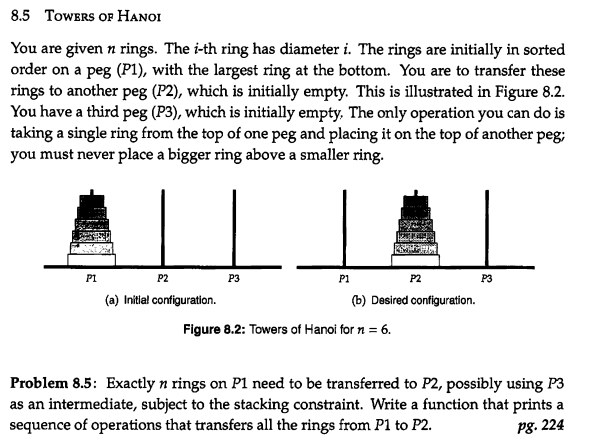 8.5 TOWERS OF HANOI
You are given n rings. The i-th ring has diameter i. The rings are initially in sorted
order on a peg (P1), with the largest ring at the bottom. You are to transfer these
rings to another peg (P2), which is initially empty. This is illustrated in Figure 8.2.
You have a third peg (P3), which is initially empty. The only operation you can do is
taking a single ring from the top of one peg and placing it on the top of another peg;
you must never place a bigger ring above a smaller ring.
P1 P2 P3 P1 P2 P3
(a) Initial configuration. (b) Desired configuration.
Figure 8.2: Towers of Hanoi for n = 6.
Problem 8.5: Exactly n rings on P1 need to be transferred to P2, possibly using P3
as an intermediate, subject to the stacking constraint. Write a function that prints a
sequence of operations that transfers all the rings from P1 to P2. pg. 224